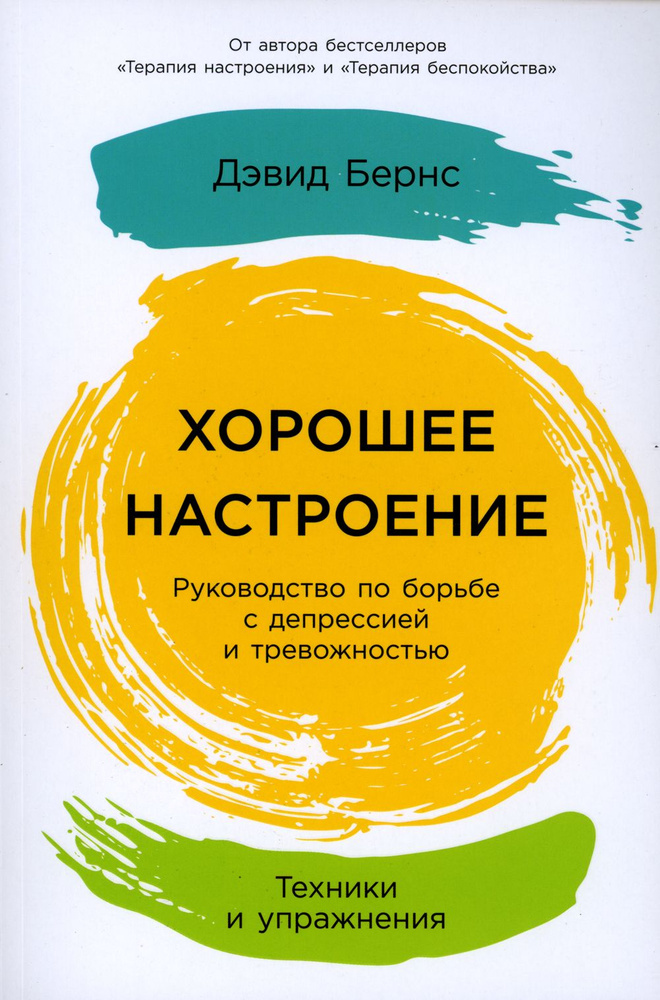 От автора бестселлеров
«Терапия настроения» и «Терапия беспокойства»
Дэвид Бернс
ХОРОШЕЕ
НАСТРОЕНИЕ
Руководство по борьбе
с депрессией
и тревожностью
Техники
и упражнения